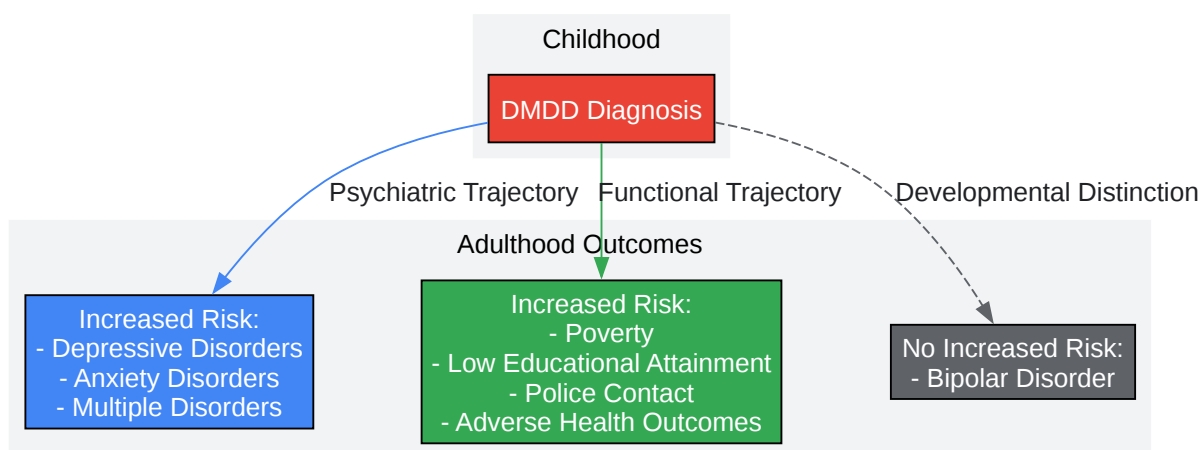 Childhood
DMDD Diagnosis
Psychiatric Trajectory
Functional Trajectory
Developmental Distinction
Adulthood Outcomes
Increased Risk:
- Depressive Disorders
- Anxiety Disorders
- Multiple Disorders
Increased Risk:
- Poverty
- Low Educational Attainment
- Police Contact
- Adverse Health Outcomes
No Increased Risk:
- Bipolar Disorder